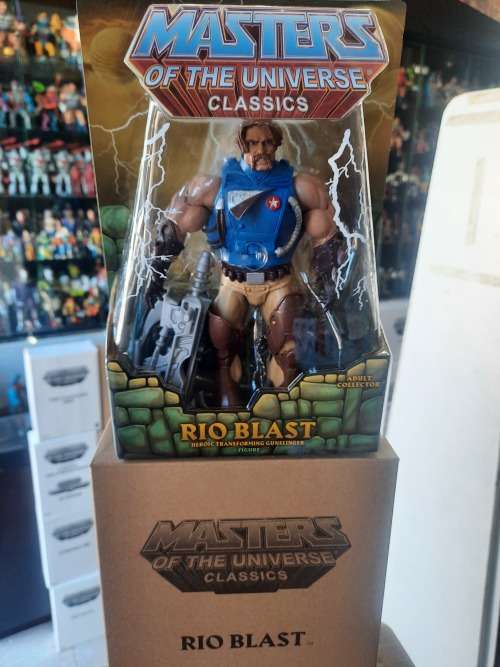 MASTERS
OF THE UNIVERSE
CLASSICS
ADULT
COLLECTOR
RIO BLAST
HEROIC TRANSFORMING GUNSLINGER
FIGURE
MASTERS
OF THE UNIVERSE
CLASSICS
RIO BLAST